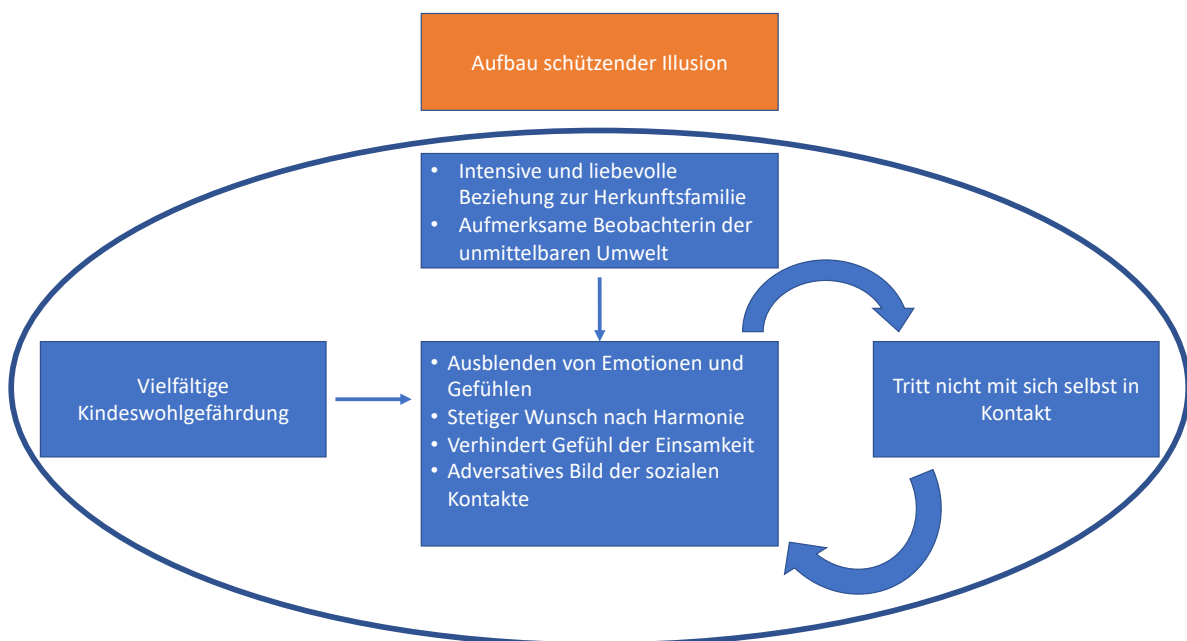 Aufbau schützender Illusion
• Intensive und liebevolle
Beziehung zur Herkunftsfamilie
• Aufmerksame Beobachterin der
unmittelbaren Umwelt
Vielfältige
Kindeswohlgefährdung
• Ausblenden von Emotionen und
Gefühlen
• Stetiger Wunsch nach Harmonie
• Verhindert Gefühl der Einsamkeit
• Adversatives Bild der sozialen
Kontakte
Tritt nicht mit sich selbst in
Kontakt